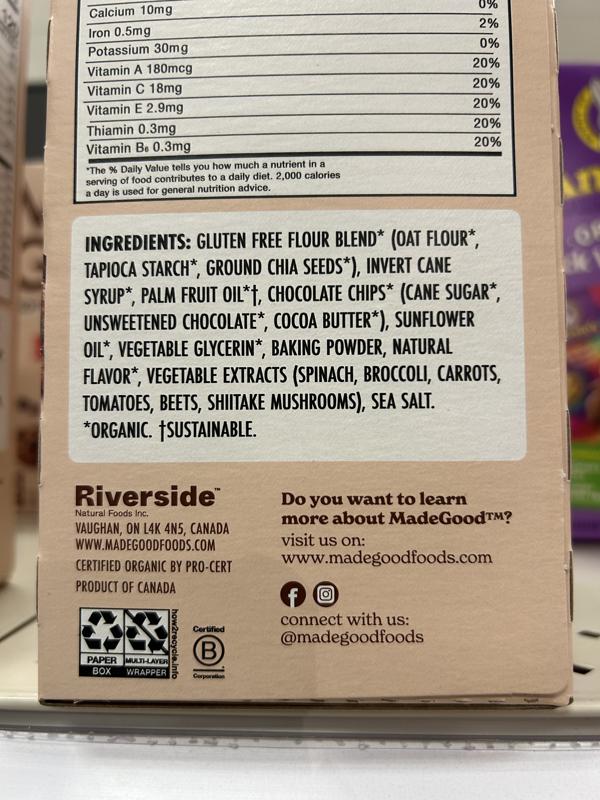 Calcium 10mg 0%
Iron 0.5mg 2%
Potassium 30mg 0%
Vitamin A 180mcg 20%
Vitamin C 18mg 20%
Vitamin E 2.9mg 20%
Thiamin 0.3mg 20%
Vitamin B₆ 0.3mg 20%
*The % Daily Value tells you how much a nutrient in a
serving of food contributes to a daily diet. 2,000 calories
a day is used for general nutrition advice.
INGREDIENTS: GLUTEN FREE FLOUR BLEND* (OAT FLOUR*,
TAPIOCA STARCH*, GROUND CHIA SEEDS*), INVERT CANE
SYRUP*, PALM FRUIT OIL*†, CHOCOLATE CHIPS* (CANE SUGAR*,
UNSWEETENED CHOCOLATE*, COCOA BUTTER*), SUNFLOWER
OIL*, VEGETABLE GLYCERIN*, BAKING POWDER, NATURAL
FLAVOR*, VEGETABLE EXTRACTS (SPINACH, BROCCOLI, CARROTS,
TOMATOES, BEETS, SHIITAKE MUSHROOMS), SEA SALT.
*ORGANIC. †SUSTAINABLE.
Riverside™
Natural Foods Inc.
VAUGHAN, ON L4K 4N5, CANADA
WWW.MADEGOODFOODS.COM
CERTIFIED ORGANIC BY PRO-CERT
PRODUCT OF CANADA
PAPER MULTI-LAYER
BOX WRAPPER
how2recycle.info
Certified
B
Corporation
Do you want to learn
more about MadeGood™?
visit us on:
www.madegoodfoods.com
connect with us:
@madegoodfoods